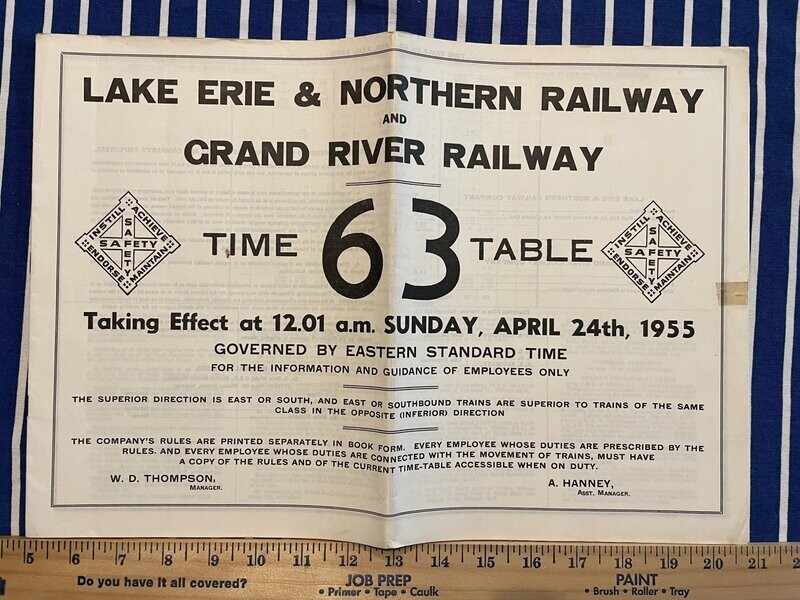 LAKE ERIE & NORTHERN RAILWAY
AND
GRAND RIVER RAILWAY
INSTILL ACHIEVE
SAFETY
SAFETY
ENDORSE MAINTAIN
TIME 63 TABLE
INSTILL ACHIEVE
SAFETY
SAFETY
ENDORSE MAINTAIN
Taking Effect at 12.01 a.m. SUNDAY, APRIL 24th, 1955
GOVERNED BY EASTERN STANDARD TIME
FOR THE INFORMATION AND GUIDANCE OF EMPLOYEES ONLY
THE SUPERIOR DIRECTION IS EAST OR SOUTH, AND EAST OR SOUTHBOUND TRAINS ARE SUPERIOR TO TRAINS OF THE SAME
CLASS IN THE OPPOSITE (INFERIOR) DIRECTION
THE COMPANY'S RULES ARE PRINTED SEPARATELY IN BOOK FORM. EVERY EMPLOYEE WHOSE DUTIES ARE PRESCRIBED BY THE
RULES. AND EVERY EMPLOYEE WHOSE DUTIES ARE CONNECTED WITH THE MOVEMENT OF TRAINS, MUST HAVE
A COPY OF THE RULES AND OF THE CURRENT TIME-TABLE ACCESSIBLE WHEN ON DUTY.
W. D. THOMPSON,
MANAGER.
A. HANNEY,
ASST. MANAGER.
5 6 7 8 9 10 11 12 13 14 15 16 17 18 19 20 21 2
Do you have it all covered?
JOB PREP
• Primer • Tape • Caulk
PAINT
• Brush • Roller • Tray